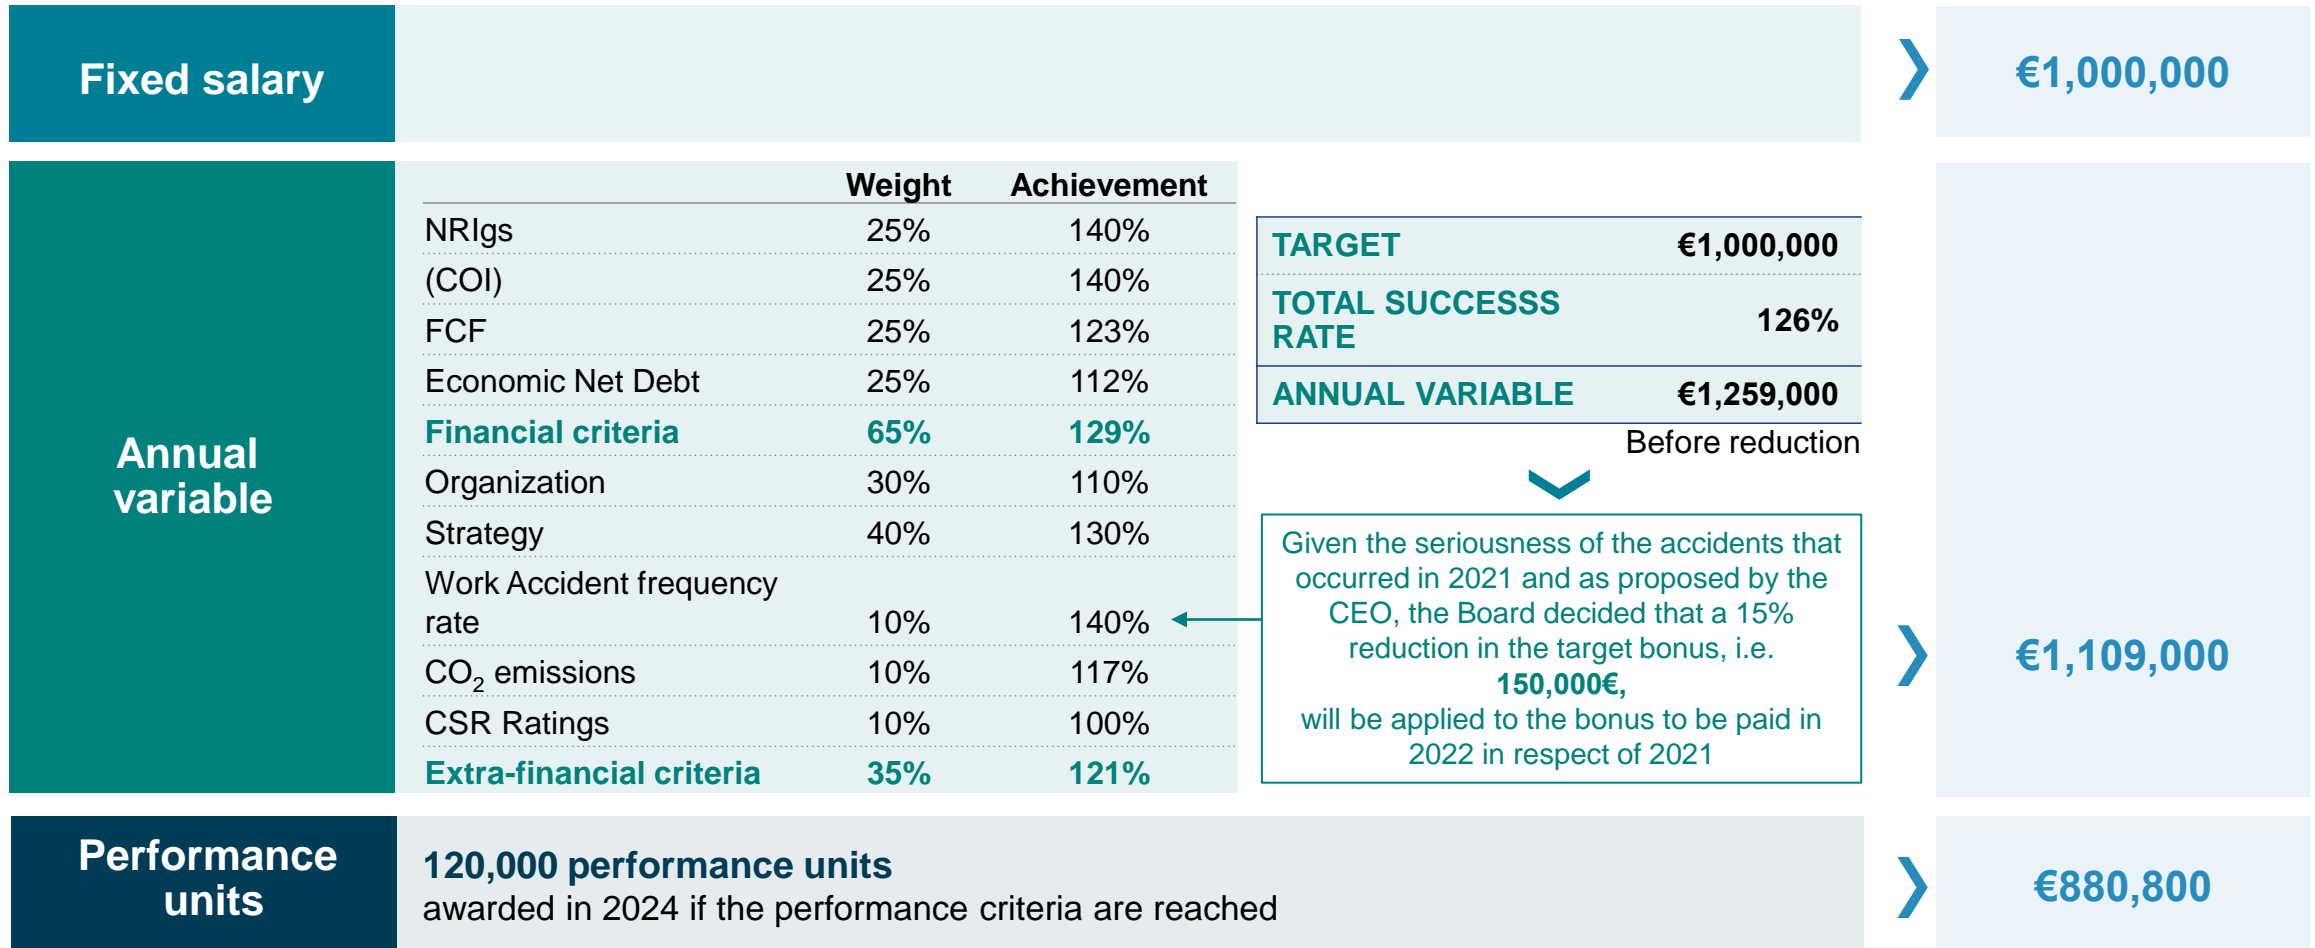 Fixed salary
€1,000,000
Annual
variable
Weight Achievement
NRIgs 25% 140%
(COI) 25% 140%
FCF 25% 123%
Economic Net Debt 25% 112%
Financial criteria 65% 129%
Organization 30% 110%
Strategy 40% 130%
Work Accident frequency
rate 10% 140%
CO₂ emissions 10% 117%
CSR Ratings 10% 100%
Extra-financial criteria 35% 121%
TARGET €1,000,000
TOTAL SUCCESSS
RATE 126%
ANNUAL VARIABLE €1,259,000
Before reduction
Given the seriousness of the accidents that
occurred in 2021 and as proposed by the
CEO, the Board decided that a 15%
reduction in the target bonus, i.e.
150,000€,
will be applied to the bonus to be paid in
2022 in respect of 2021
€1,109,000
Performance
units
120,000 performance units
awarded in 2024 if the performance criteria are reached
€880,800